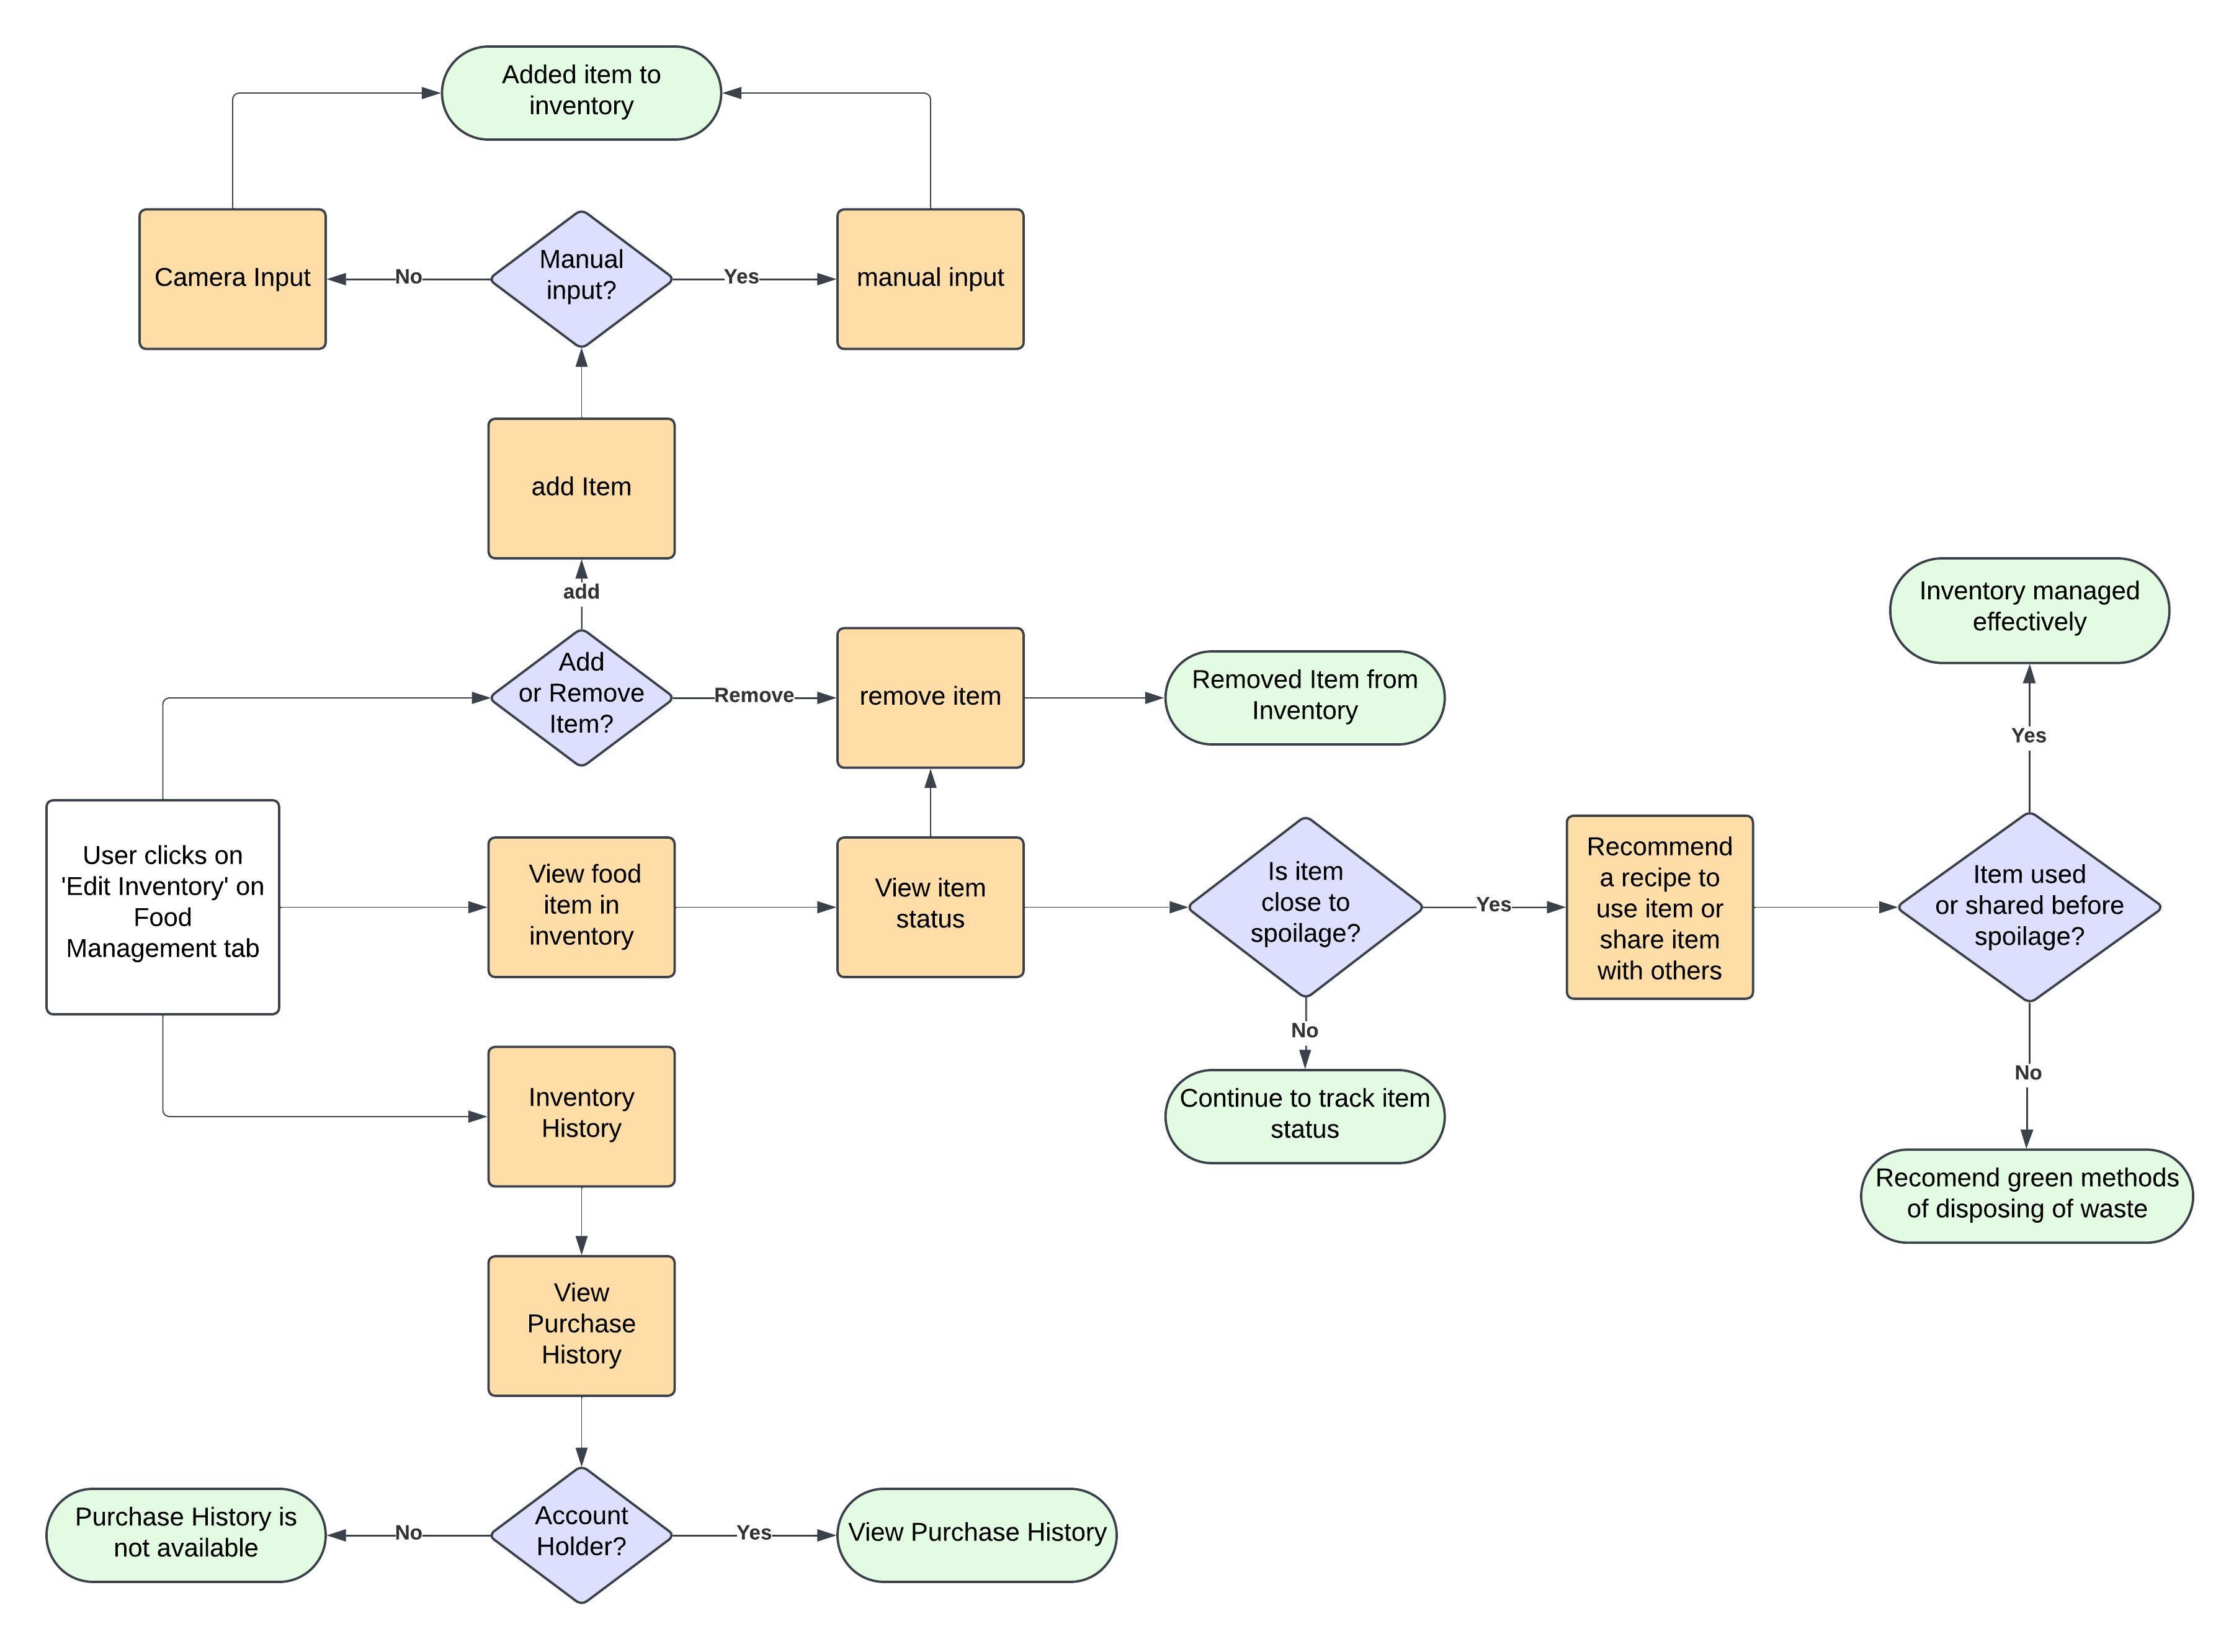 Added item to
inventory
Camera Input
No
Manual
input?
Yes
manual input
add Item
add
Add
or Remove
Item?
Remove
remove item
Removed Item from
Inventory
Inventory managed
effectively
Yes
User clicks on
'Edit Inventory' on
Food
Management tab
View food
item in
inventory
View item
status
Is item
close to
spoilage?
Yes
Recommend
a recipe to
use item or
share item
with others
Item used
or shared before
spoilage?
No
Continue to track item
status
No
Recomend green methods
of disposing of waste
Inventory
History
View
Purchase
History
Purchase History is
not available
No
Account
Holder?
Yes
View Purchase History